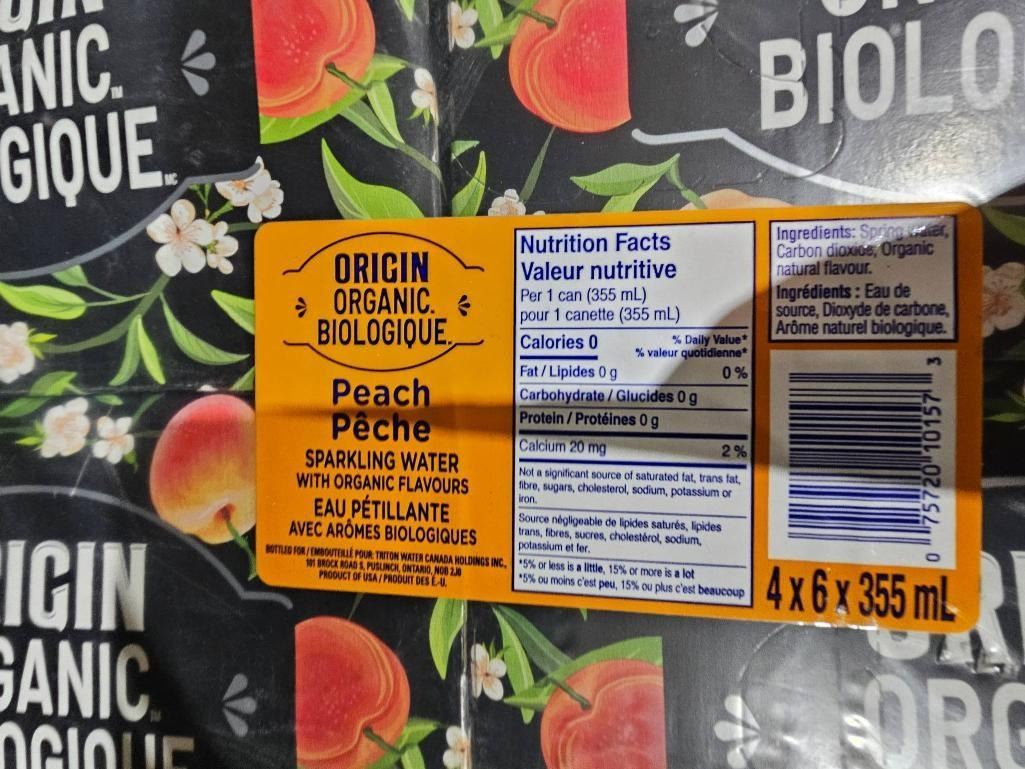 ANIC
GIQUE
BIOLO
ORIGIN
ORGANIC.
BIOLOGIQUE.
Peach
Pêche
SPARKLING WATER
WITH ORGANIC FLAVOURS
EAU PÉTILLANTE
AVEC ARÔMES BIOLOGIQUES
BOTTLED FOR / EMBOUTEILLÉ POUR: TRITON WATER CANADA HOLDINGS INC.
101 BROCK ROAD S, PUSLINCH, ONTARIO, N0B 2J0
PRODUCT OF USA / PRODUIT DES É.-U.
Nutrition Facts
Valeur nutritive
Per 1 can (355 mL)
pour 1 canette (355 mL)
Calories 0
% Daily Value*
% valeur quotidienne*
Fat / Lipides 0 g 0 %
Carbohydrate / Glucides 0 g
Protein / Protéines 0 g
Calcium 20 mg 2 %
Not a significant source of saturated fat, trans fat,
fibre, sugars, cholesterol, sodium, potassium or
iron.
Source négligeable de lipides saturés, lipides
trans, fibres, sucres, cholestérol, sodium,
potassium et fer.
*5% or less is a little, 15% or more is a lot
*5% ou moins c'est peu, 15% ou plus c'est beaucoup
Ingredients: Spring water,
Carbon dioxide, Organic
natural flavour.
Ingrédients : Eau de
source, Dioxyde de carbone,
Arôme naturel biologique.
0 75720 10157 3
4 x 6 x 355 mL
IGIN
GANIC
OGIQUE
ORG